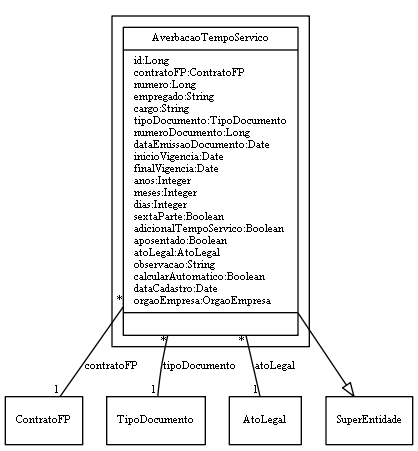 AverbacaoTempoServico
id:Long
contratoFP:ContratoFP
numero:Long
empregado:String
cargo:String
tipoDocumento:TipoDocumento
numeroDocumento:Long
dataEmissaoDocumento:Date
inicioVigencia:Date
finalVigencia:Date
anos:Integer
meses:Integer
dias:Integer
sextaParte:Boolean
adicionalTempoServico:Boolean
aposentado:Boolean
atoLegal:AtoLegal
observacao:String
calcularAutomatico:Boolean
dataCadastro:Date
orgaoEmpresa:OrgaoEmpresa
*
* *
contratoFP tipoDocumento atoLegal
1 1 1
ContratoFP TipoDocumento AtoLegal SuperEntidade